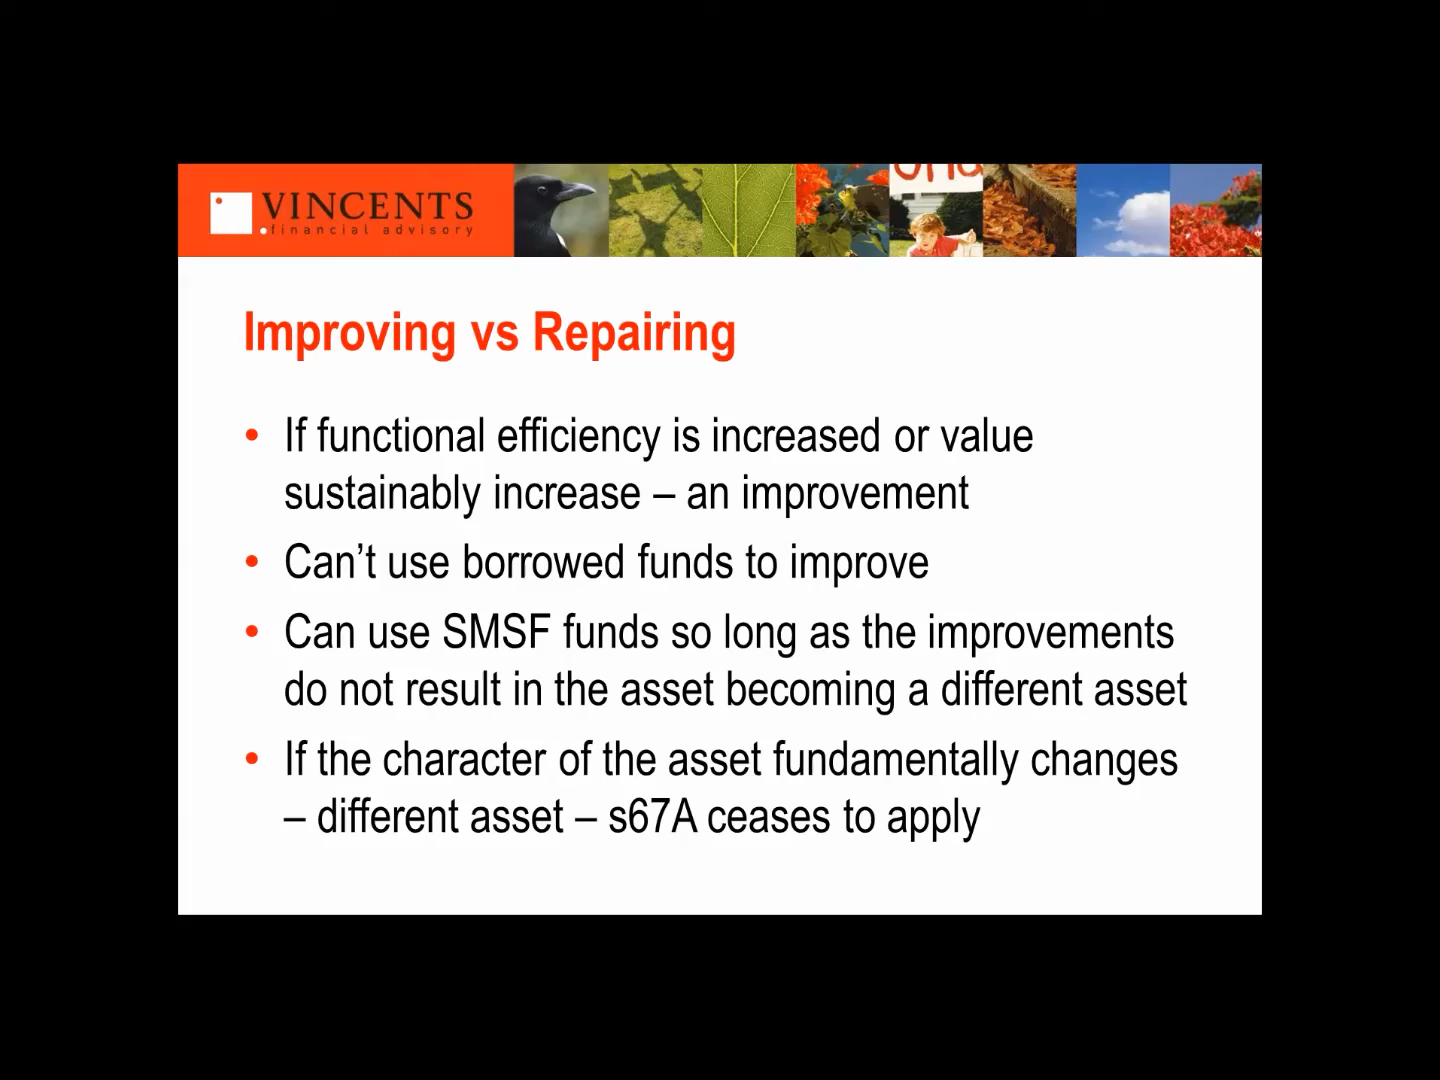 VINCENTS
financial advisory
Improving vs Repairing
• If functional efficiency is increased or value
sustainably increase – an improvement
• Can’t use borrowed funds to improve
• Can use SMSF funds so long as the improvements
do not result in the asset becoming a different asset
• If the character of the asset fundamentally changes
– different asset – s67A ceases to apply